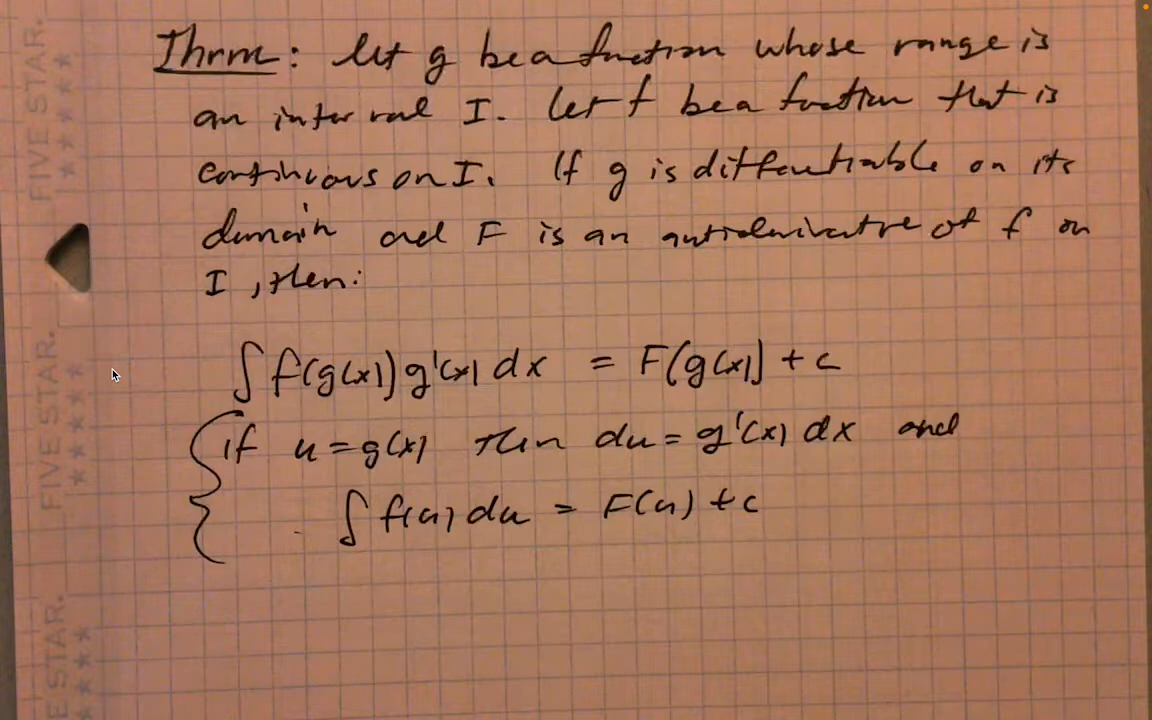 Thrm: let g be a function whose range is
an interval I. Let f be a function that is
continuous on I. If g is differentiable on its
domain and F is an antiderivative of f on
I, then:
∫ f(g(x)) g'(x) dx = F(g(x)) + c
if u = g(x) then du = g'(x) dx and
∫ f(u) du = F(u) + c
FIVE STAR.
FIVE STAR.
FIVE STAR.